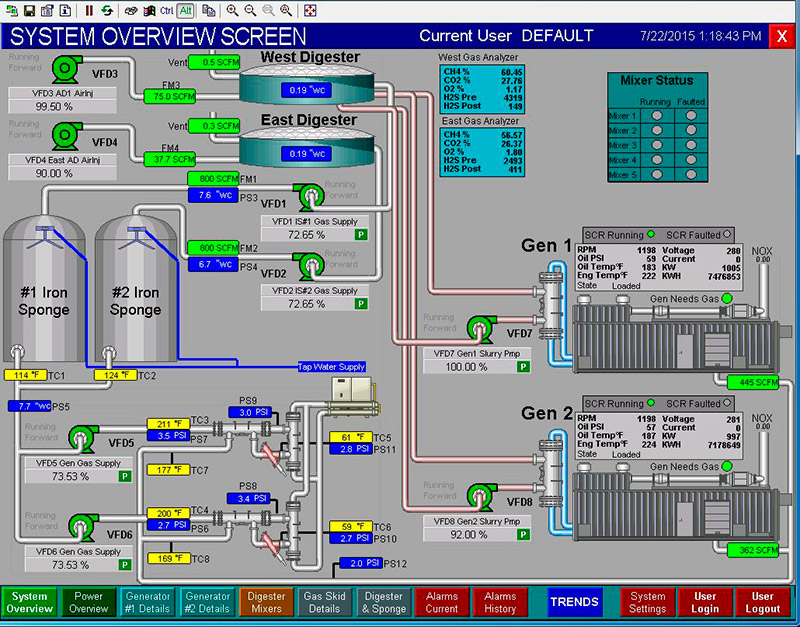 Ctrl Alt
SYSTEM OVERVIEW SCREEN Current User DEFAULT 7/22/2015 1:18:43 PM X
Running
Forward
VFD3
VFD3 AD1 AirInj
99.50 %
Vent 0.5 SCFM
FM3
75.0 SCFM
West Digester
0.19 "wc
West Gas Analyzer
CH4 % 60.45
CO2 % 27.76
O2 % 1.17
H2S Pre 4319
H2S Post 149
Mixer Status
Running Faulted
Mixer 1
Mixer 2
Mixer 3
Mixer 4
Mixer 5
Running
Forward
VFD4
VFD4 East AD AirInj
90.00 %
Vent 0.3 SCFM
FM4
37.7 SCFM
East Digester
0.19 "wc
East Gas Analyzer
CH4 % 56.57
CO2 % 26.37
O2 % 1.80
H2S Pre 2493
H2S Post 411
800 SCFM FM1
7.6 "wc PS3
VFD1
Running
Forward
VFD1 IS#1 Gas Supply
72.65 % P
800 SCFM FM2
6.7 "wc PS4
VFD2
Running
Forward
VFD2 IS#2 Gas Supply
72.65 % P
#1 Iron
Sponge
#2 Iron
Sponge
Tap Water Supply
114 °F TC1
124 °F TC2
7.7 "wc PS5
Gen 1
SCR Running SCR Faulted
RPM 1198 Voltage 280
Oil PSI 59 Current 0
Oil Temp°F 183 KW 1005
Eng Temp°F 222 KWH 7476853
State Loaded
NOX
0.00
Gen Needs Gas
445 SCFM
Running
Forward
VFD7
VFD7 Gen1 Slurry Pmp
100.00 % P
Gen 2
SCR Running SCR Faulted
RPM 1198 Voltage 281
Oil PSI 57 Current 0
Oil Temp°F 187 KW 997
Eng Temp°F 224 KWH 7178649
State Loaded
NOX
0.00
Gen Needs Gas
362 SCFM
Running
Forward
VFD8
VFD8 Gen2 Slurry Pmp
92.00 % P
Running
Forward
VFD5
VFD5 Gen Gas Supply
73.53 % P
211 °F TC3
3.5 PSI PS7
177 °F TC7
PS9
3.0 PSI
61 °F TC5
2.8 PSI PS11
Running
Forward
VFD6
VFD6 Gen Gas Supply
73.53 % P
200 °F TC4
2.7 PSI PS6
169 °F TC8
PS8
3.4 PSI
59 °F TC6
2.7 PSI PS10
2.0 PSI PS12
System
Overview
Power
Overview
Generator
#1 Details
Generator
#2 Details
Digester
Mixers
Gas Skid
Details
Digester
& Sponge
Alarms
Current
Alarms
History
TRENDS
System
Settings
User
Login
User
Logout